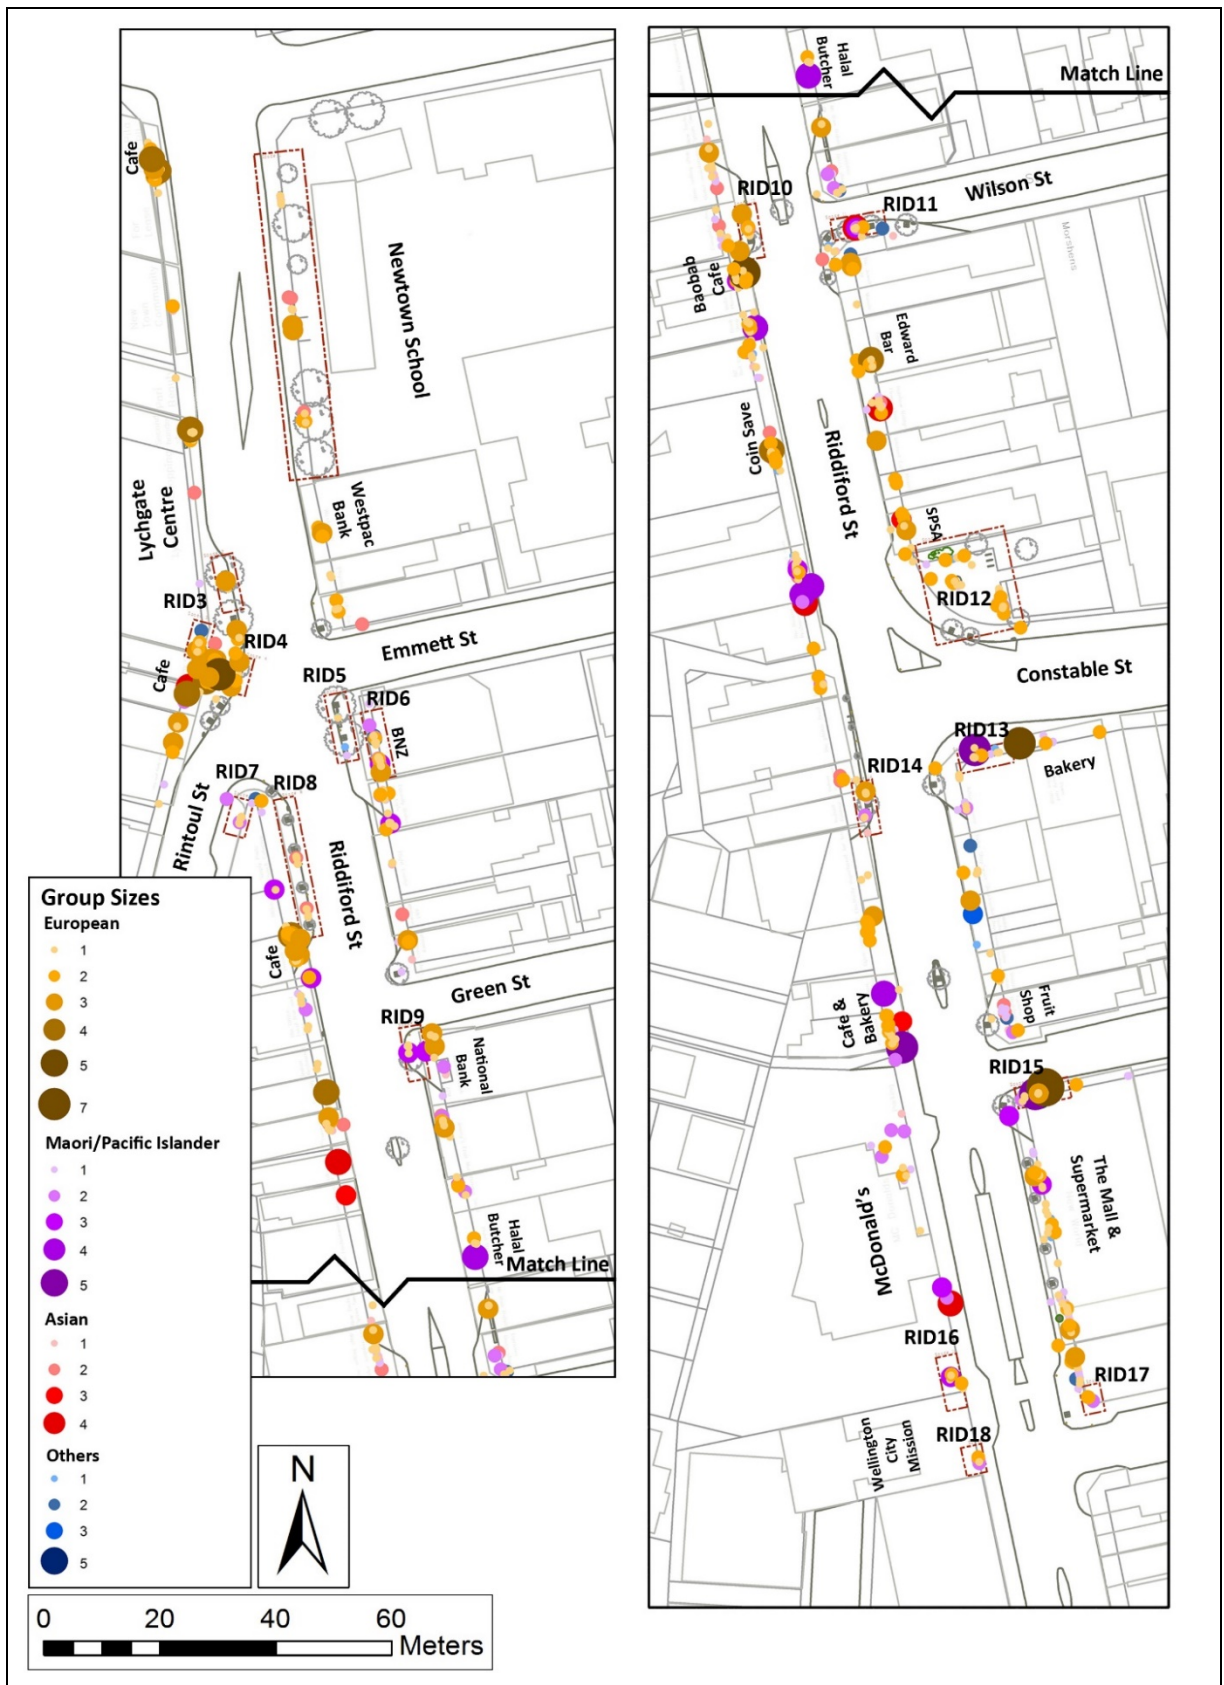 Cafe
Newtown School
Lychgate
Centre
Westpac
Bank
RID3
RID4
Cafe
Emmett St
RID5
RID6
BNZ
RID7
RID8
Rintoul St
Riddiford St
Cafe
Green St
RID9
National
Bank
Halal
Butcher
Match Line
Group Sizes
European
1
2
3
4
5
7
Maori/Pacific Islander
1
2
3
4
5
Asian
1
2
3
4
Others
1
2
3
5
N
0 20 40 60
Meters
Halal
Butcher
Match Line
Wilson St
RID10
RID11
Morshens
Baobab
Cafe
Edward
Bar
Coin Save
Riddiford St
SPSA
RID12
Constable St
RID13
Bakery
RID14
Cafe &
Bakery
Fruit
Shop
RID15
The Mall &
Supermarket
McDonald's
RID16
RID17
RID18
Wellington
City
Mission